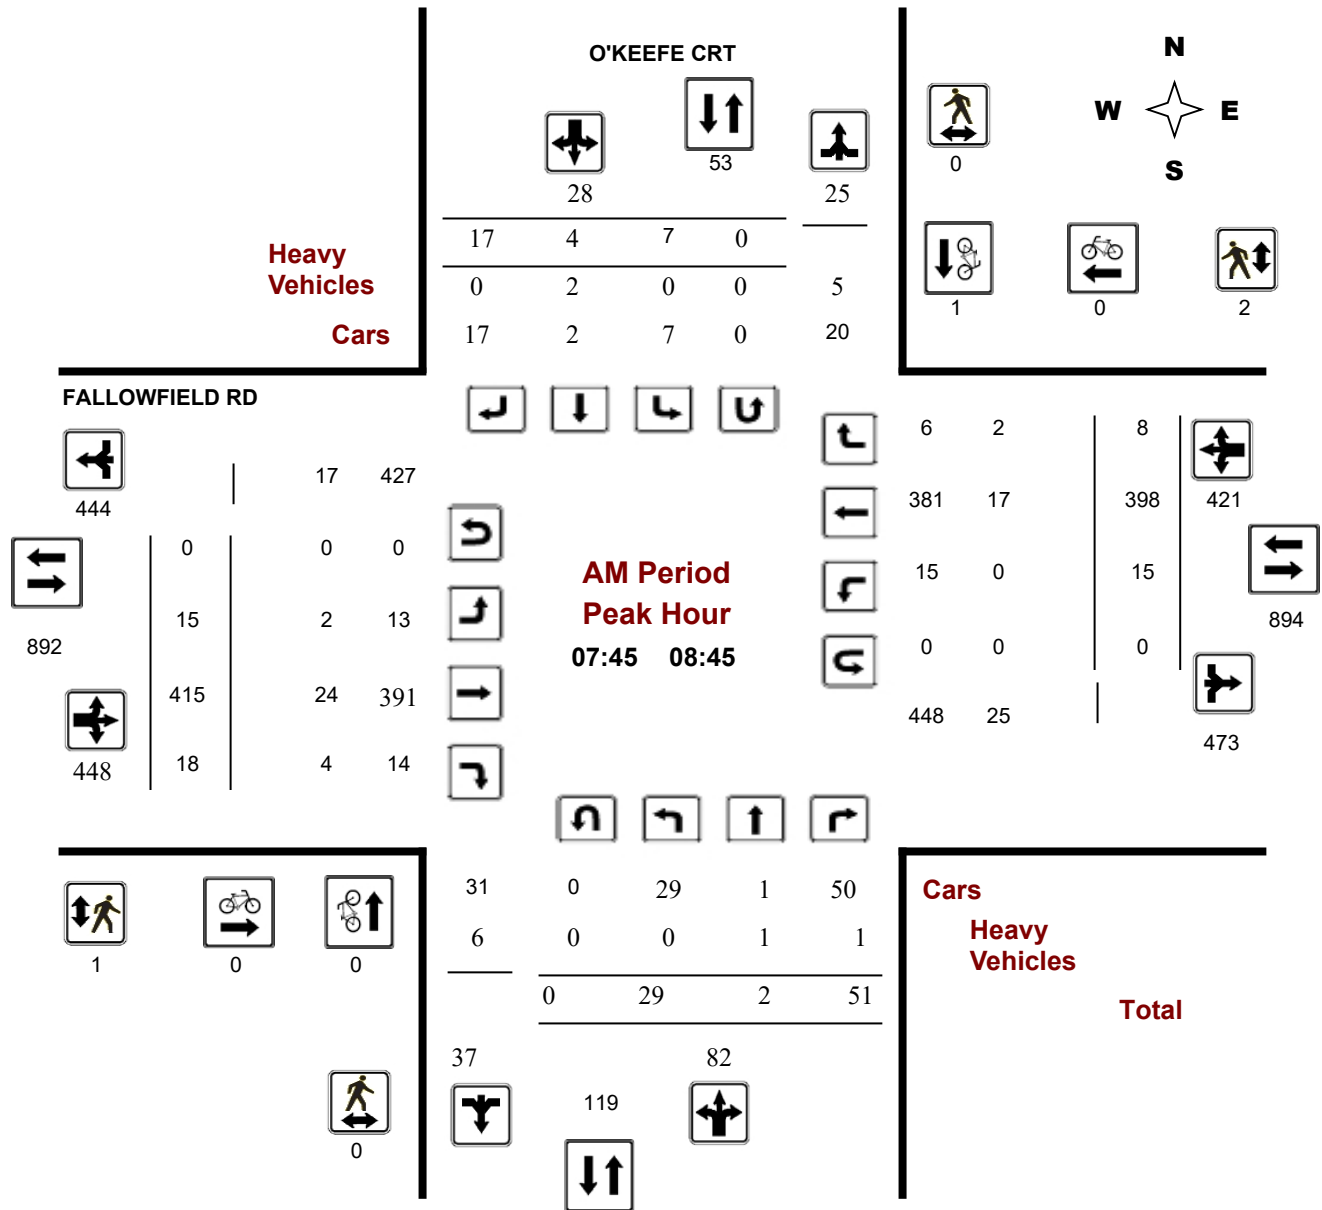 O'KEEFE CRT
N
W E
S
53
0
28
25
17 4 7 0
Heavy
Vehicles
0 2 0 0 5
1 0 2
Cars
17 2 7 0 20
FALLOWFIELD RD
6 2 8
17 427
444
381 17 398 421
0 0 0
AM Period
15 0 15
Peak Hour
15 2 13
892
894
07:45 08:45
0 0 0
415 24 391
448 25
473
448 18 4 14
31 0 29 1 50
Cars
6 0 0 1 1
Heavy
Vehicles
1 0 0
0 29 2 51
Total
37 82
119
0